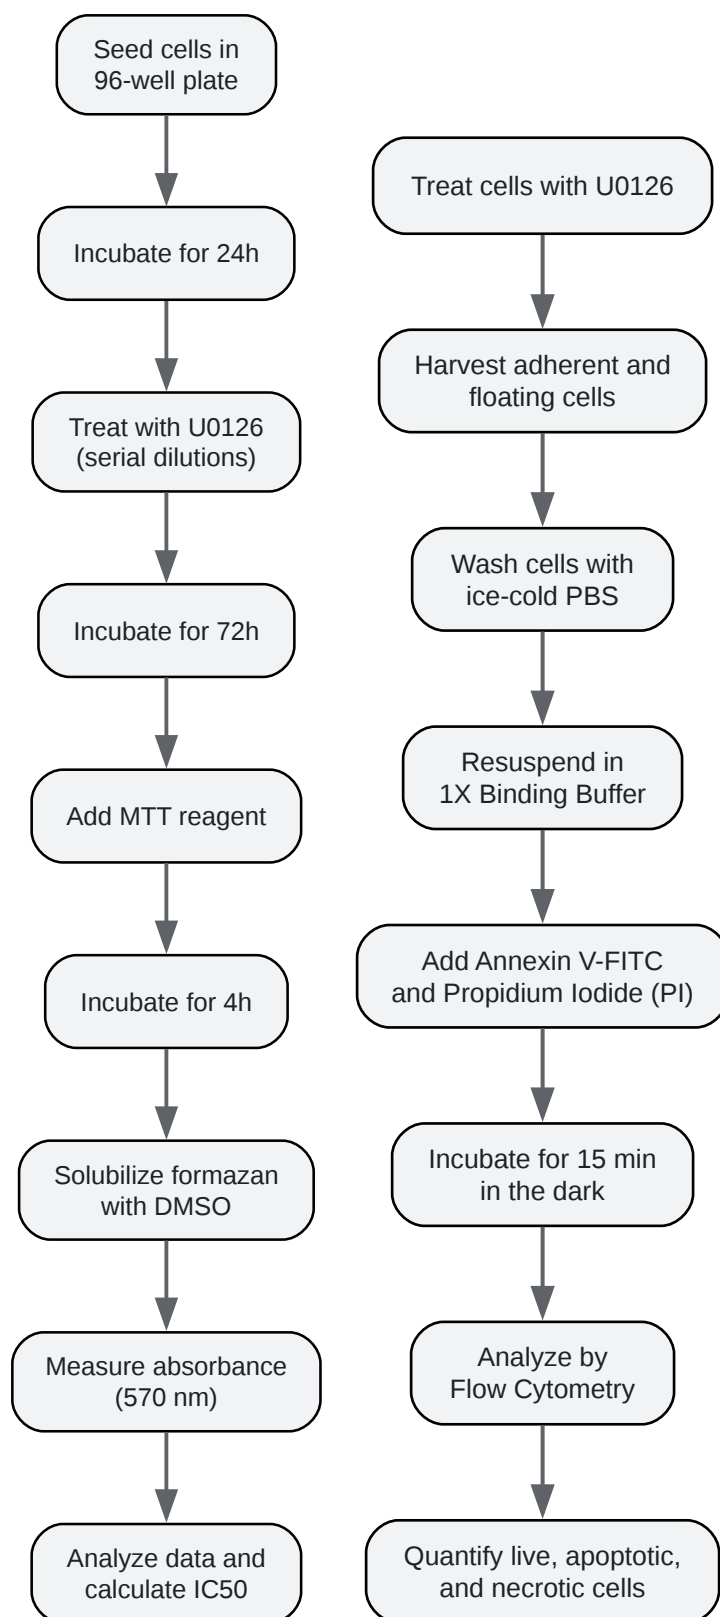 Seed cells in
96-well plate
Incubate for 24h
Treat with U0126
(serial dilutions)
Incubate for 72h
Add MTT reagent
Incubate for 4h
Solubilize formazan
with DMSO
Measure absorbance
(570 nm)
Analyze data and
calculate IC50
Treat cells with U0126
Harvest adherent and
floating cells
Wash cells with
ice-cold PBS
Resuspend in
1X Binding Buffer
Add Annexin V-FITC
and Propidium Iodide (PI)
Incubate for 15 min
in the dark
Analyze by
Flow Cytometry
Quantify live, apoptotic,
and necrotic cells